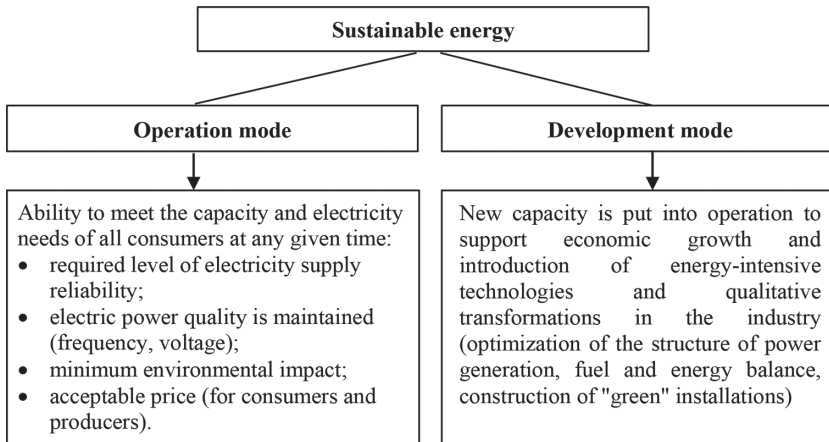 Sustainable energy
Operation mode
Development mode
Ability to meet the capacity and electricity
needs of all consumers at any given time:
• required level of electricity supply
reliability;
• electric power quality is maintained
(frequency, voltage);
• minimum environmental impact;
• acceptable price (for consumers and
producers).
New capacity is put into operation to
support economic growth and
introduction of energy-intensive
technologies and qualitative
transformations in the industry
(optimization of the structure of power
generation, fuel and energy balance,
construction of "green" installations)